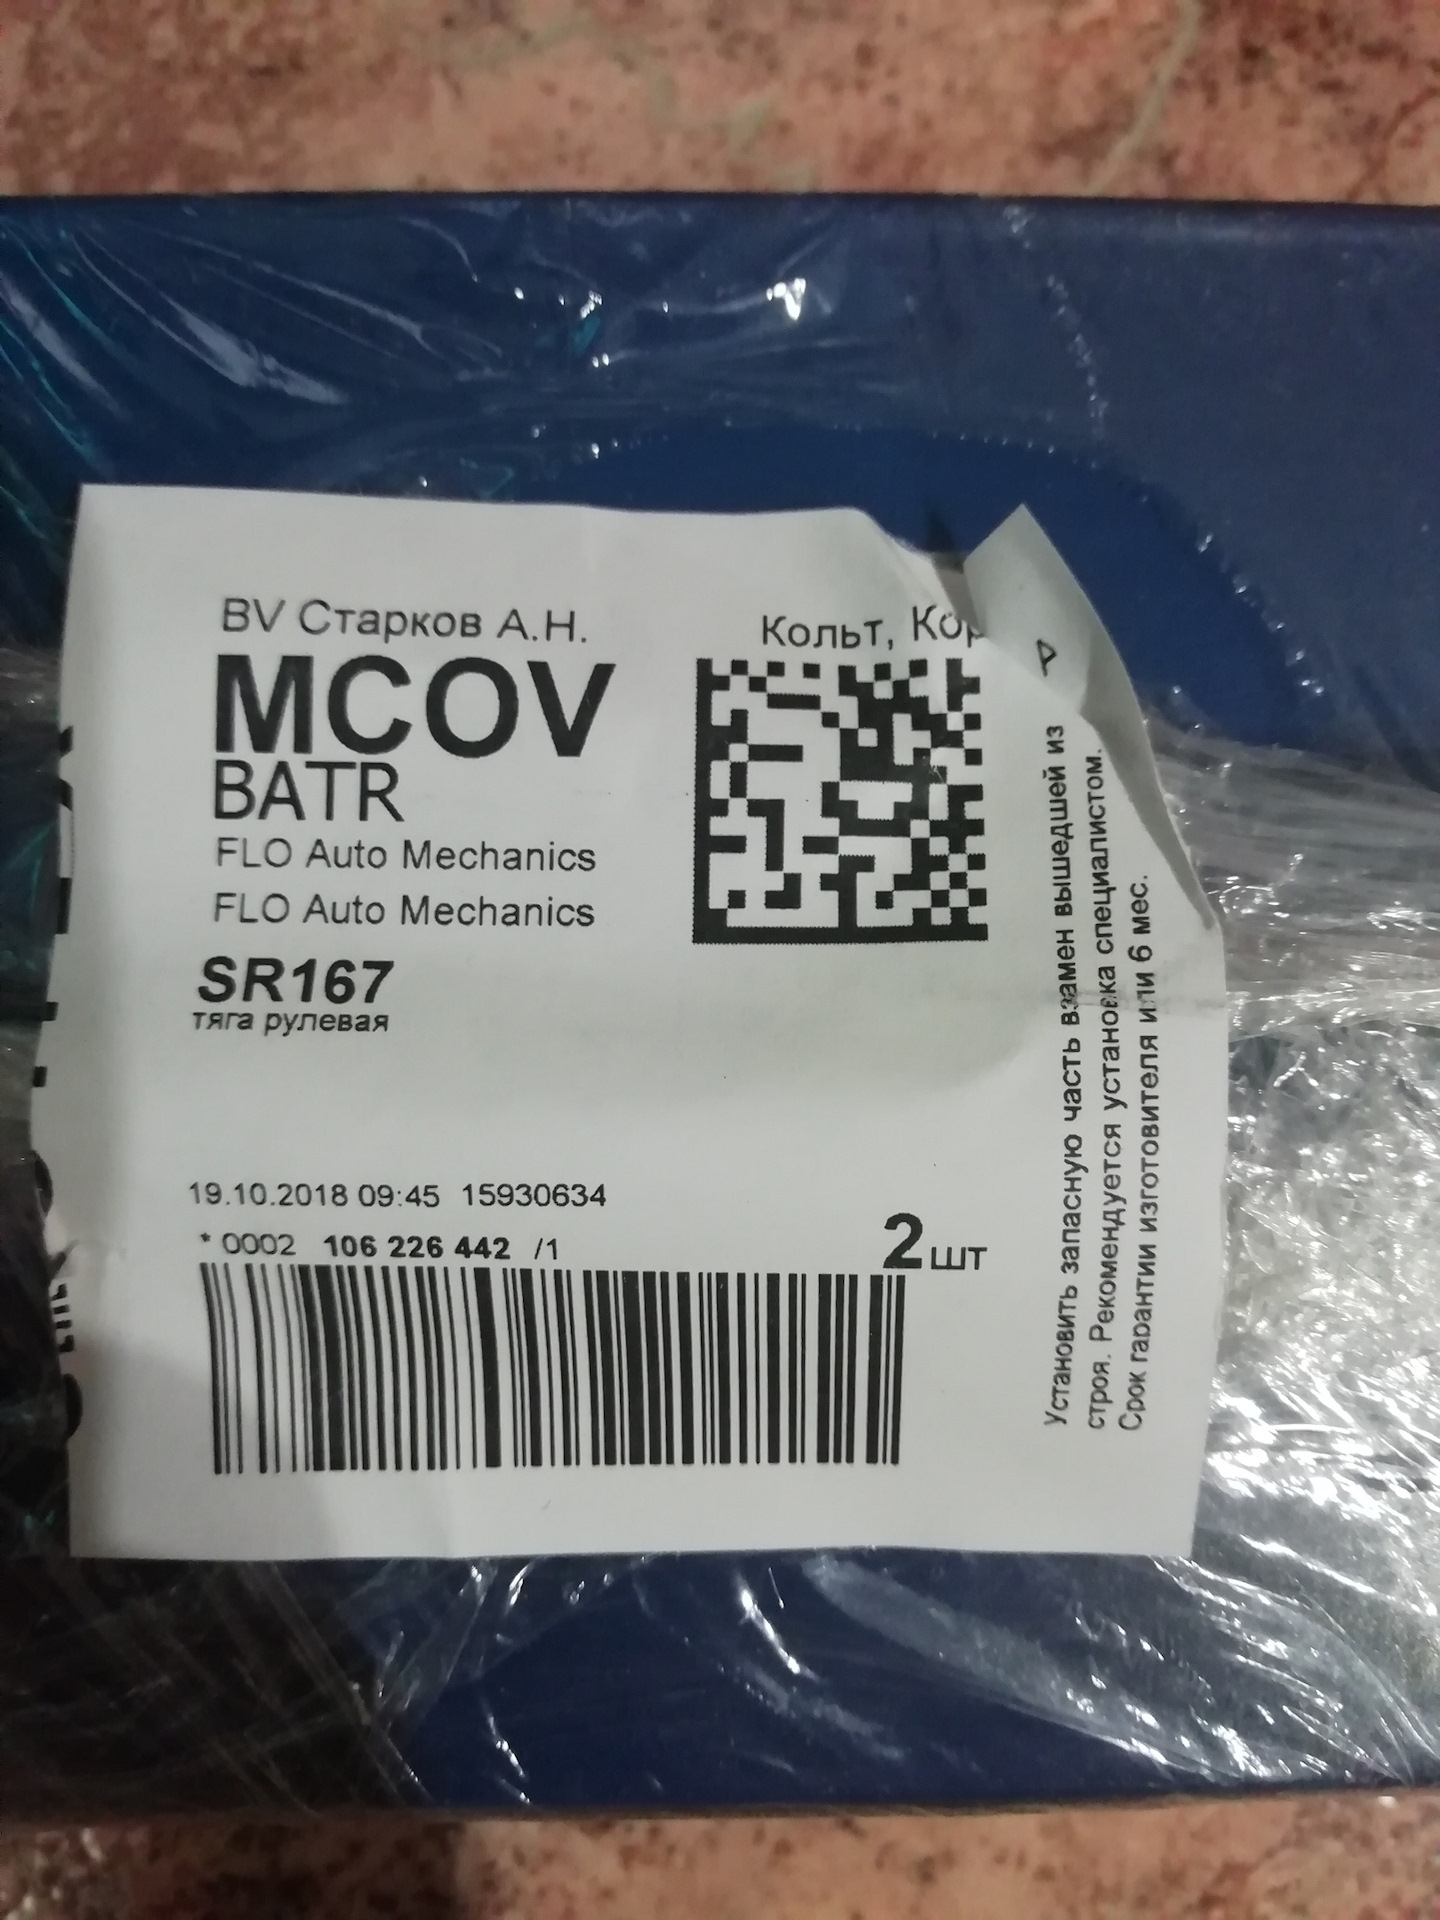 BV Старков А.Н.
Кольт,
MCOV
BATR
FLO Auto Mechanics
FLO Auto Mechanics
SR167
тяга рулевая
19.10.2018 09:45 15930634
* 0002 106 226 442 /1
2 шт
Установить запасную часть взамен вышедшей из
строя. Рекомендуется установка специалистом.
Срок гарантии изготовителя или 6 мес.